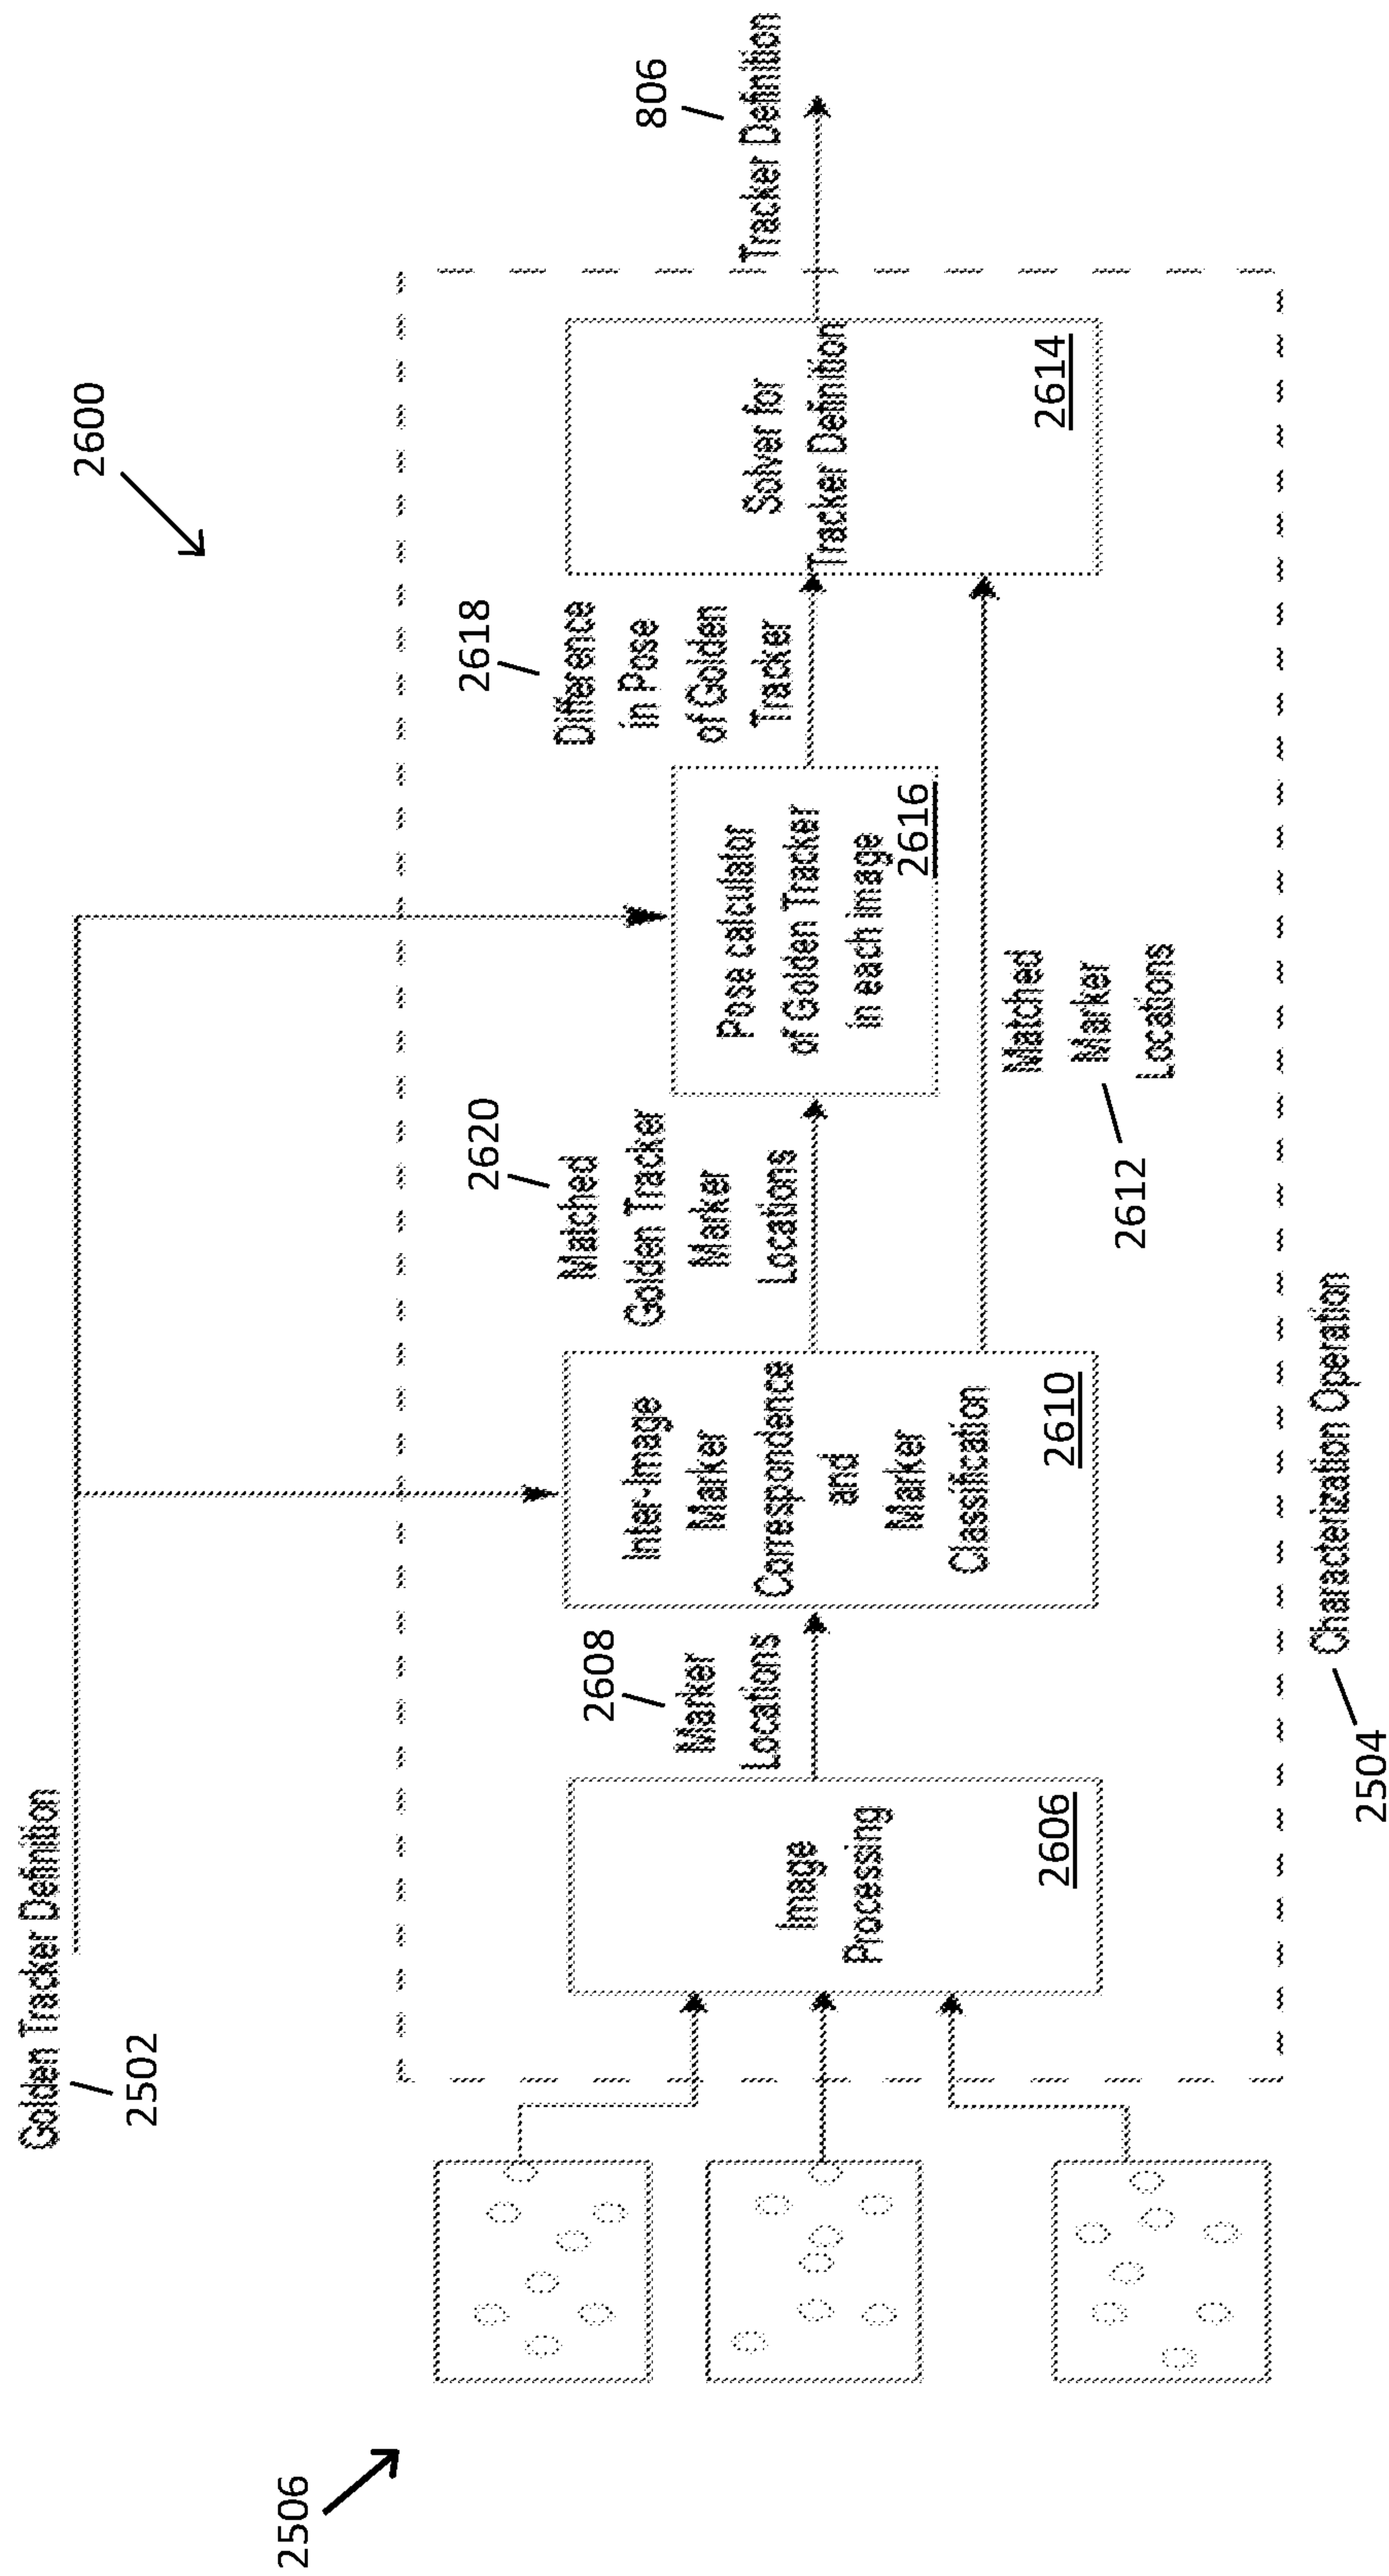 2600
Golden Tracker Definition
2502
2506
Image
Processing
2606
2608
Marker
Locations
Inter-Image
Marker
Correspondence
and
Marker
Classification
2610
2620
Matched
Golden Tracker
Marker
Locations
Pose calculator
of Golden Tracker
in each image
2616
2618
Difference
in Pose
of Golden
Tracker
Matched
Marker
Locations
2612
Solver for
Tracker Definition
2614
806
Tracker Definition
Characterization Operation
2504